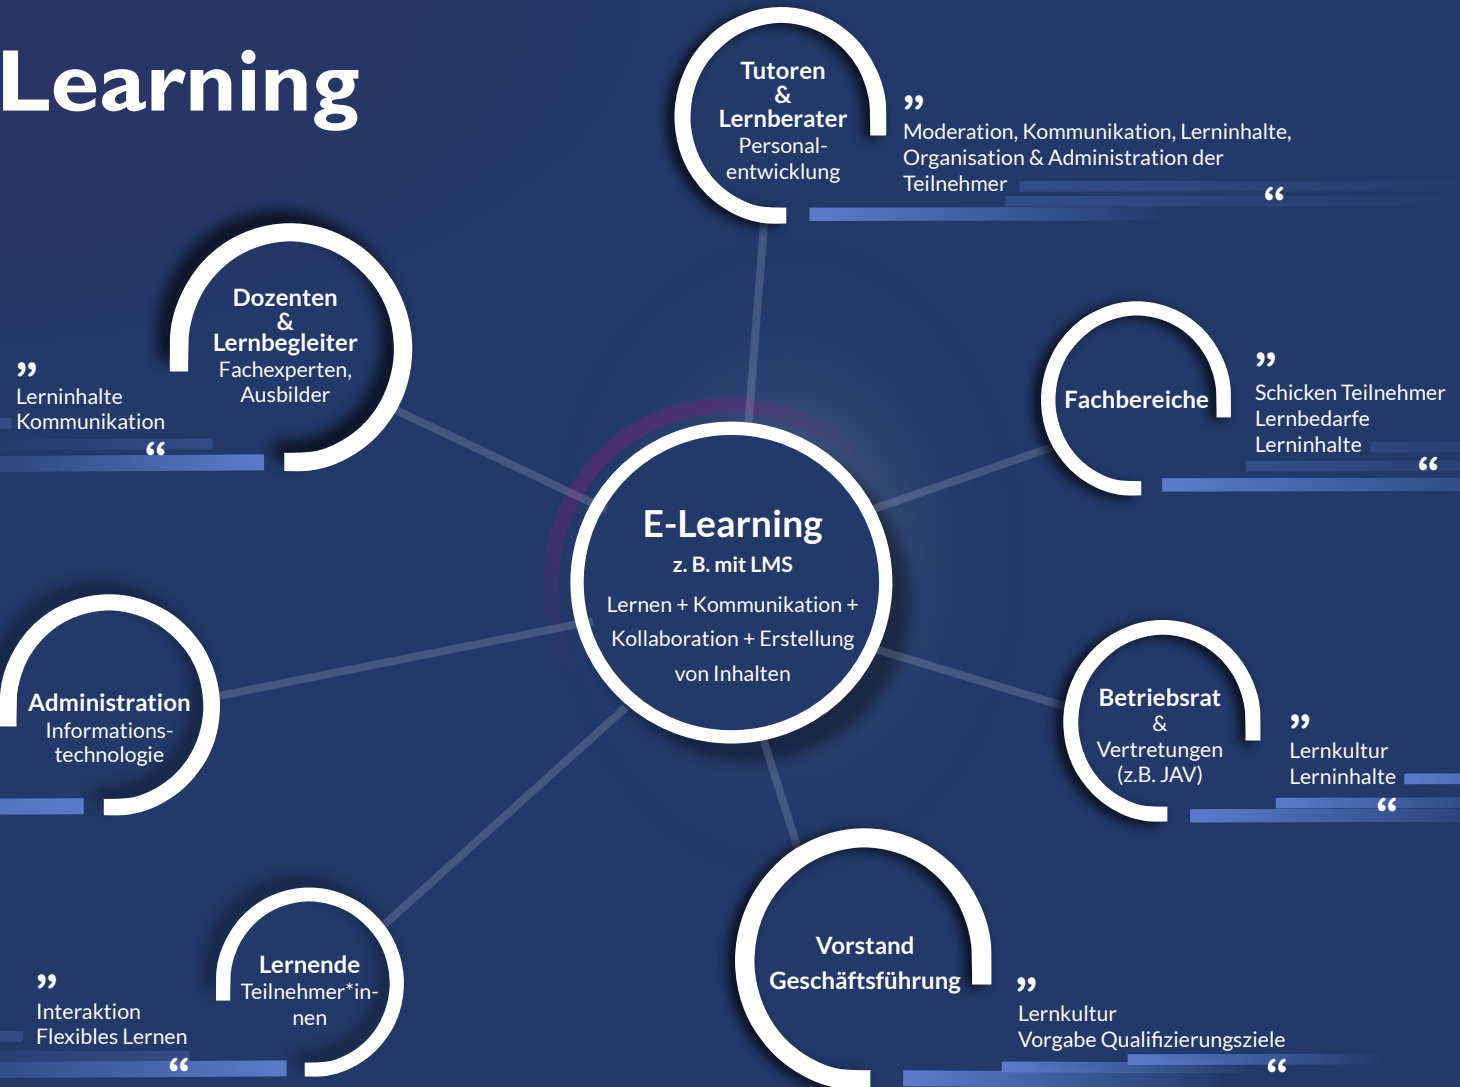 Learning
Tutoren
&
Lernberater
Personal-
entwicklung
„
Moderation, Kommunikation, Lerninhalte,
Organisation & Administration der
Teilnehmer
“
Dozenten
&
Lernbegleiter
Fachexperten,
Ausbilder
”
Lerninhalte
Kommunikation
“
Fachbereiche
”
Schicken Teilnehmer
Lernbedarfe
Lerninhalte
“
E-Learning
z. B. mit LMS
Lernen + Kommunikation +
Kollaboration + Erstellung
von Inhalten
Administration
Informations-
technologie
Betriebsrat
&
Vertretungen
(z.B. JAV)
”
Lernkultur
Lerninhalte
“
Lernende
Teilnehmer*in-
nen
”
Interaktion
Flexibles Lernen
“
Vorstand
Geschäftsführung
”
Lernkultur
Vorgabe Qualifizierungsziele
“